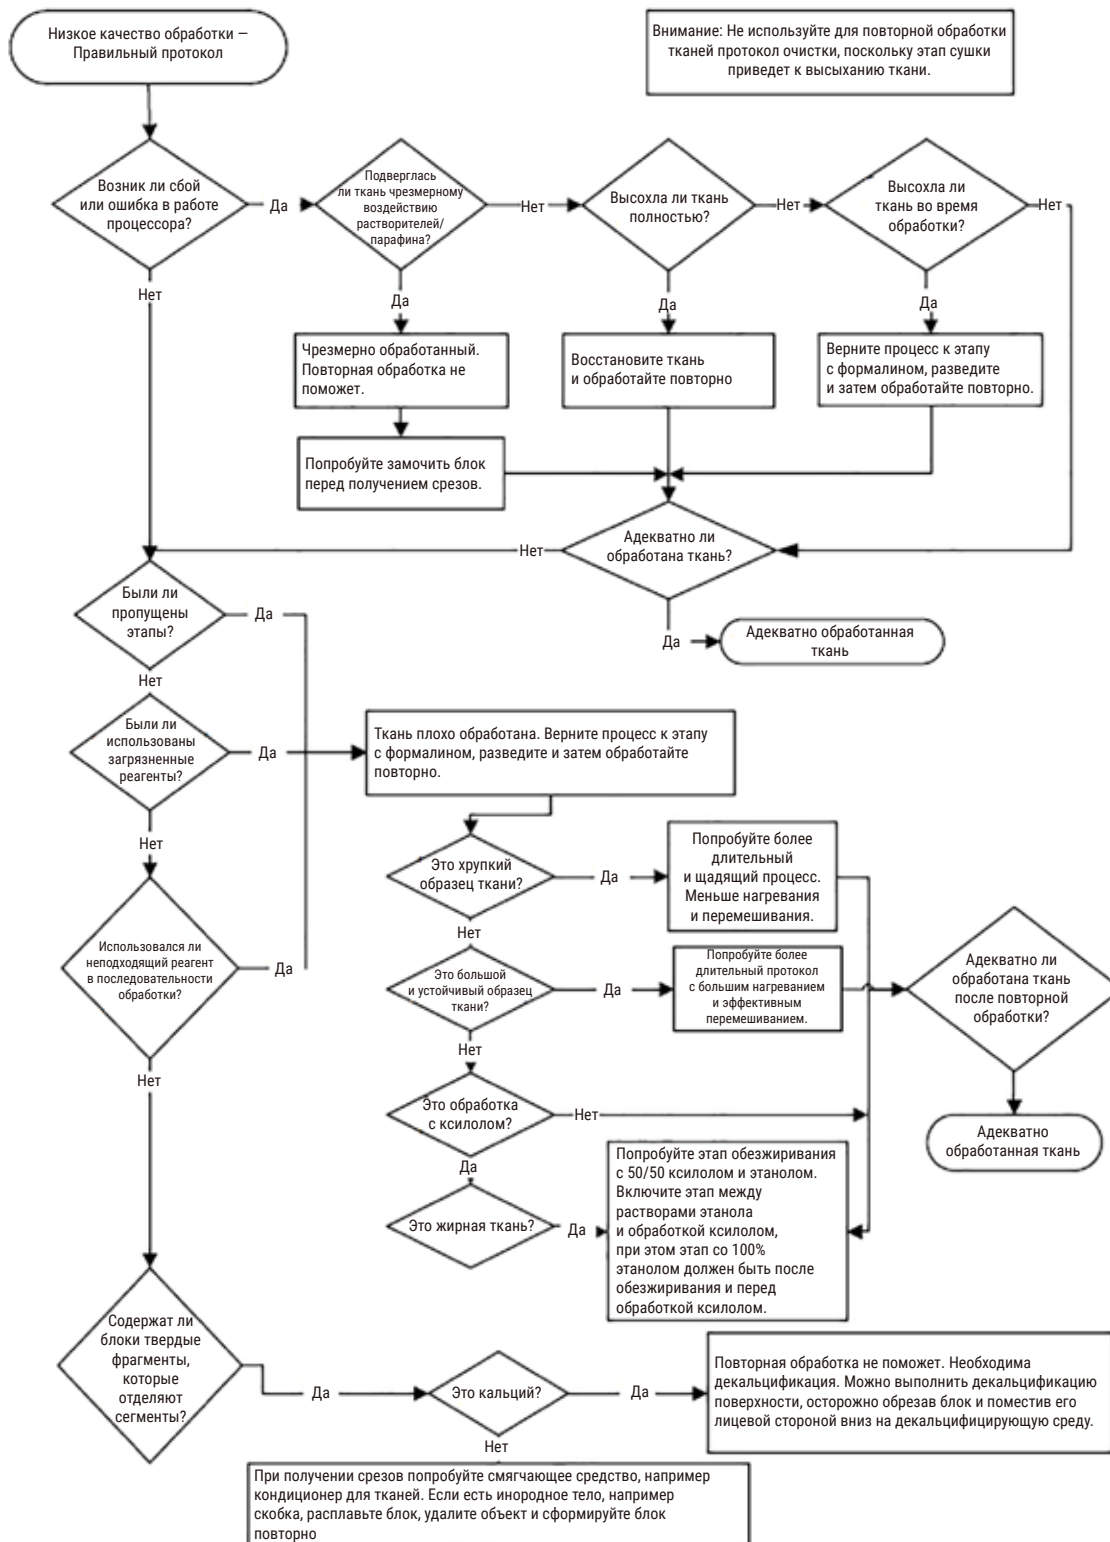 Низкое качество обработки —
Правильный протокол
Внимание: Не используйте для повторной обработки
тканей протокол очистки, поскольку этап сушки
приведет к высыханию ткани.
Возник ли сбой
или ошибка в работе
процессора?
Да
Подверглась
ли ткань чрезмерному
воздействию
растворителей/
парафина?
Нет
Высохла ли ткань
полностью?
Нет
Высохла ли
ткань во время
обработки?
Нет
Нет
Да
Да
Да
Чрезмерно обработанный.
Повторная обработка не
поможет.
Восстановите ткань
и обработайте повторно
Верните процесс к этапу
с формалином, разведите
и затем обработайте повторно.
Попробуйте замочить блок
перед получением срезов.
Адекватно ли
обработана ткань?
Нет
Да
Адекватно обработанная
ткань
Были ли
пропущены
этапы?
Да
Нет
Были ли
использованы
загрязненные
реагенты?
Да
Ткань плохо обработана. Верните процесс к этапу
с формалином, разведите и затем обработайте
повторно.
Нет
Использовался ли
неподходящий реагент
в последовательности
обработки?
Да
Нет
Это хрупкий
образец ткани?
Да
Попробуйте более
длительный
и щадящий процесс.
Меньше нагревания
и перемешивания.
Нет
Это большой
и устойчивый образец
ткани?
Да
Попробуйте более
длительный протокол
с большим нагреванием
и эффективным
перемешиванием.
Адекватно ли
обработана ткань
после повторной
обработки?
Нет
Это обработка
с ксилолом?
Нет
Адекватно
обработанная ткань
Да
Это жирная ткань?
Да
Попробуйте этап обезжиривания
с 50/50 ксилолом и этанолом.
Включите этап между
растворами этанола
и обработкой ксилолом,
при этом этап со 100%
этанолом должен быть после
обезжиривания и перед
обработкой ксилолом.
Содержат ли
блоки твердые
фрагменты,
которые
отделяют
сегменты?
Да
Это кальций?
Да
Повторная обработка не поможет. Необходима
декальцификация. Можно выполнить декальцификацию
поверхности, осторожно обрезав блок и поместив его
лицевой стороной вниз на декальцифицирующую среду.
Нет
При получении срезов попробуйте смягчающее средство, например
кондиционер для тканей. Если есть инородное тело, например
скобка, расплавьте блок, удалите объект и сформируйте блок
повторно